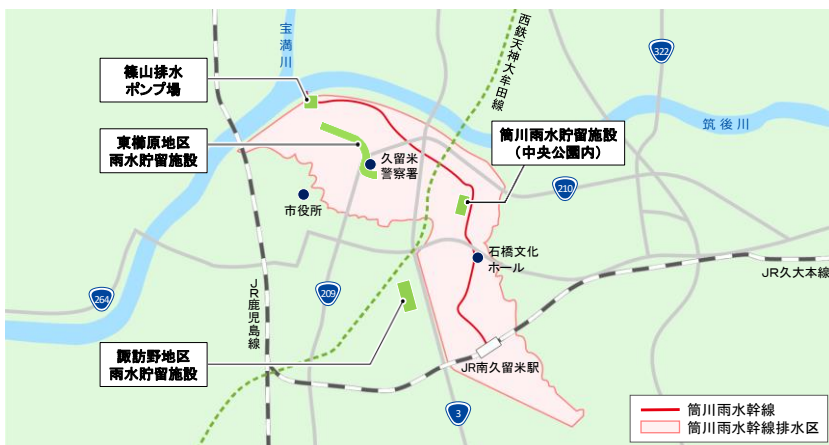 宝満川
西鉄天神大牟田線
322
篠山排水
ポンプ場
筑後川
東櫛原地区
雨水貯留施設
筒川雨水貯留施設
（中央公園内）
久留米
警察署
210
市役所
石橋文化
ホール
JR久大本線
264
JR鹿児島線
209
諏訪野地区
雨水貯留施設
JR南久留米駅
3
筒川雨水幹線
筒川雨水幹線排水区